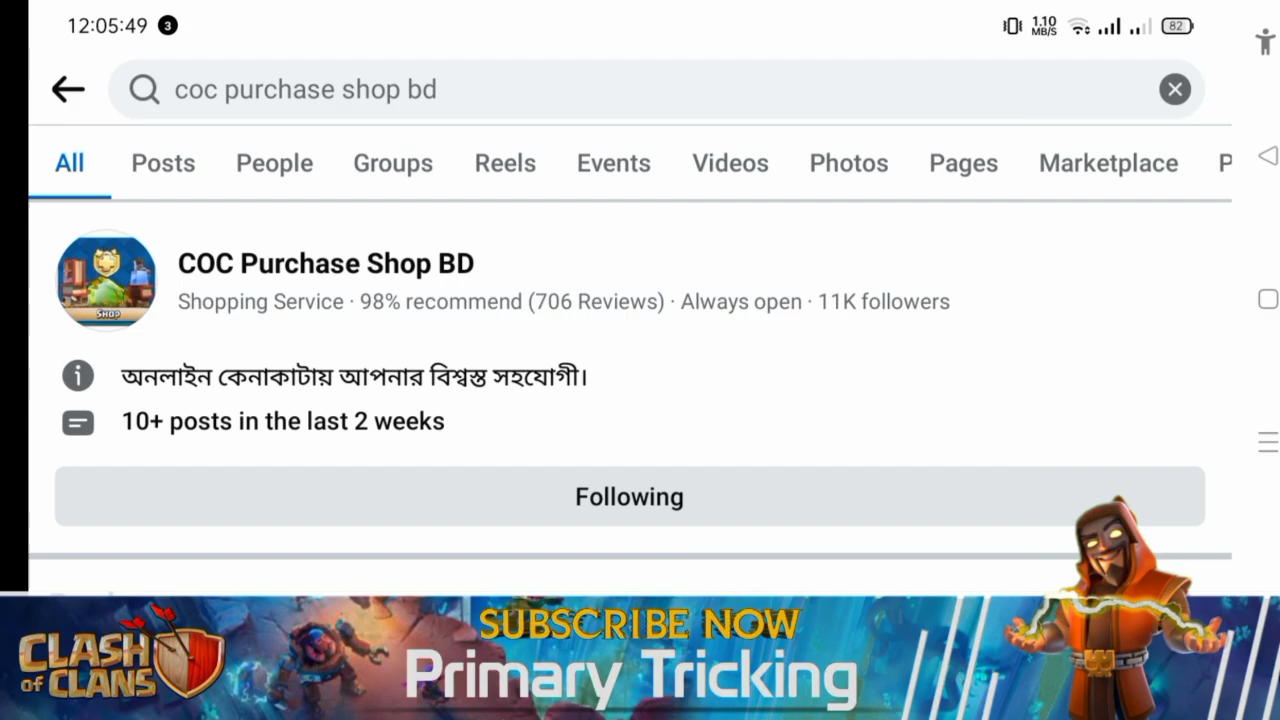 12:05:49 3 1.10 MB/S 82
coc purchase shop bd
All Posts People Groups Reels Events Videos Photos Pages Marketplace P
COC Purchase Shop BD
Shopping Service · 98% recommend (706 Reviews) · Always open · 11K followers
SHOP
অনলাইন কেনাকাটায় আপনার বিশ্বস্ত সহযোগী।
10+ posts in the last 2 weeks
Following
SUBSCRIBE NOW
CLASH of CLANS
Primary Tricking